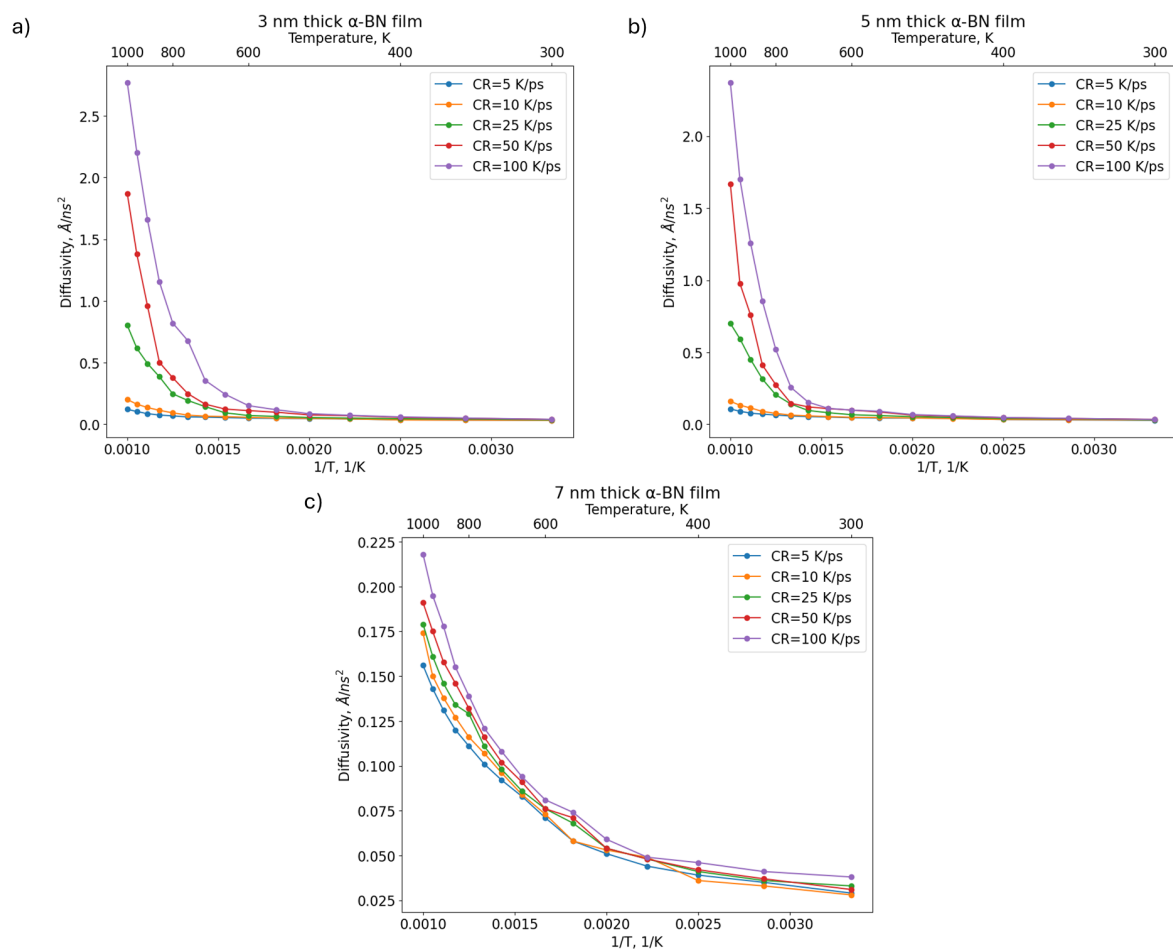 a)
3 nm thick α-BN film
Temperature, K
1000 800 600 400 300
Diffusivity, Å/ns²
2.5
2.0
1.5
1.0
0.5
0.0
CR=5 K/ps
CR=10 K/ps
CR=25 K/ps
CR=50 K/ps
CR=100 K/ps
0.0010 0.0015 0.0020 0.0025 0.0030
1/T, 1/K
b)
5 nm thick α-BN film
Temperature, K
1000 800 600 400 300
Diffusivity, Å/ns²
2.0
1.5
1.0
0.5
0.0
CR=5 K/ps
CR=10 K/ps
CR=25 K/ps
CR=50 K/ps
CR=100 K/ps
0.0010 0.0015 0.0020 0.0025 0.0030
1/T, 1/K
c)
7 nm thick α-BN film
Temperature, K
1000 800 600 400 300
Diffusivity, Å/ns²
0.225
0.200
0.175
0.150
0.125
0.100
0.075
0.050
0.025
CR=5 K/ps
CR=10 K/ps
CR=25 K/ps
CR=50 K/ps
CR=100 K/ps
0.0010 0.0015 0.0020 0.0025 0.0030
1/T, 1/K